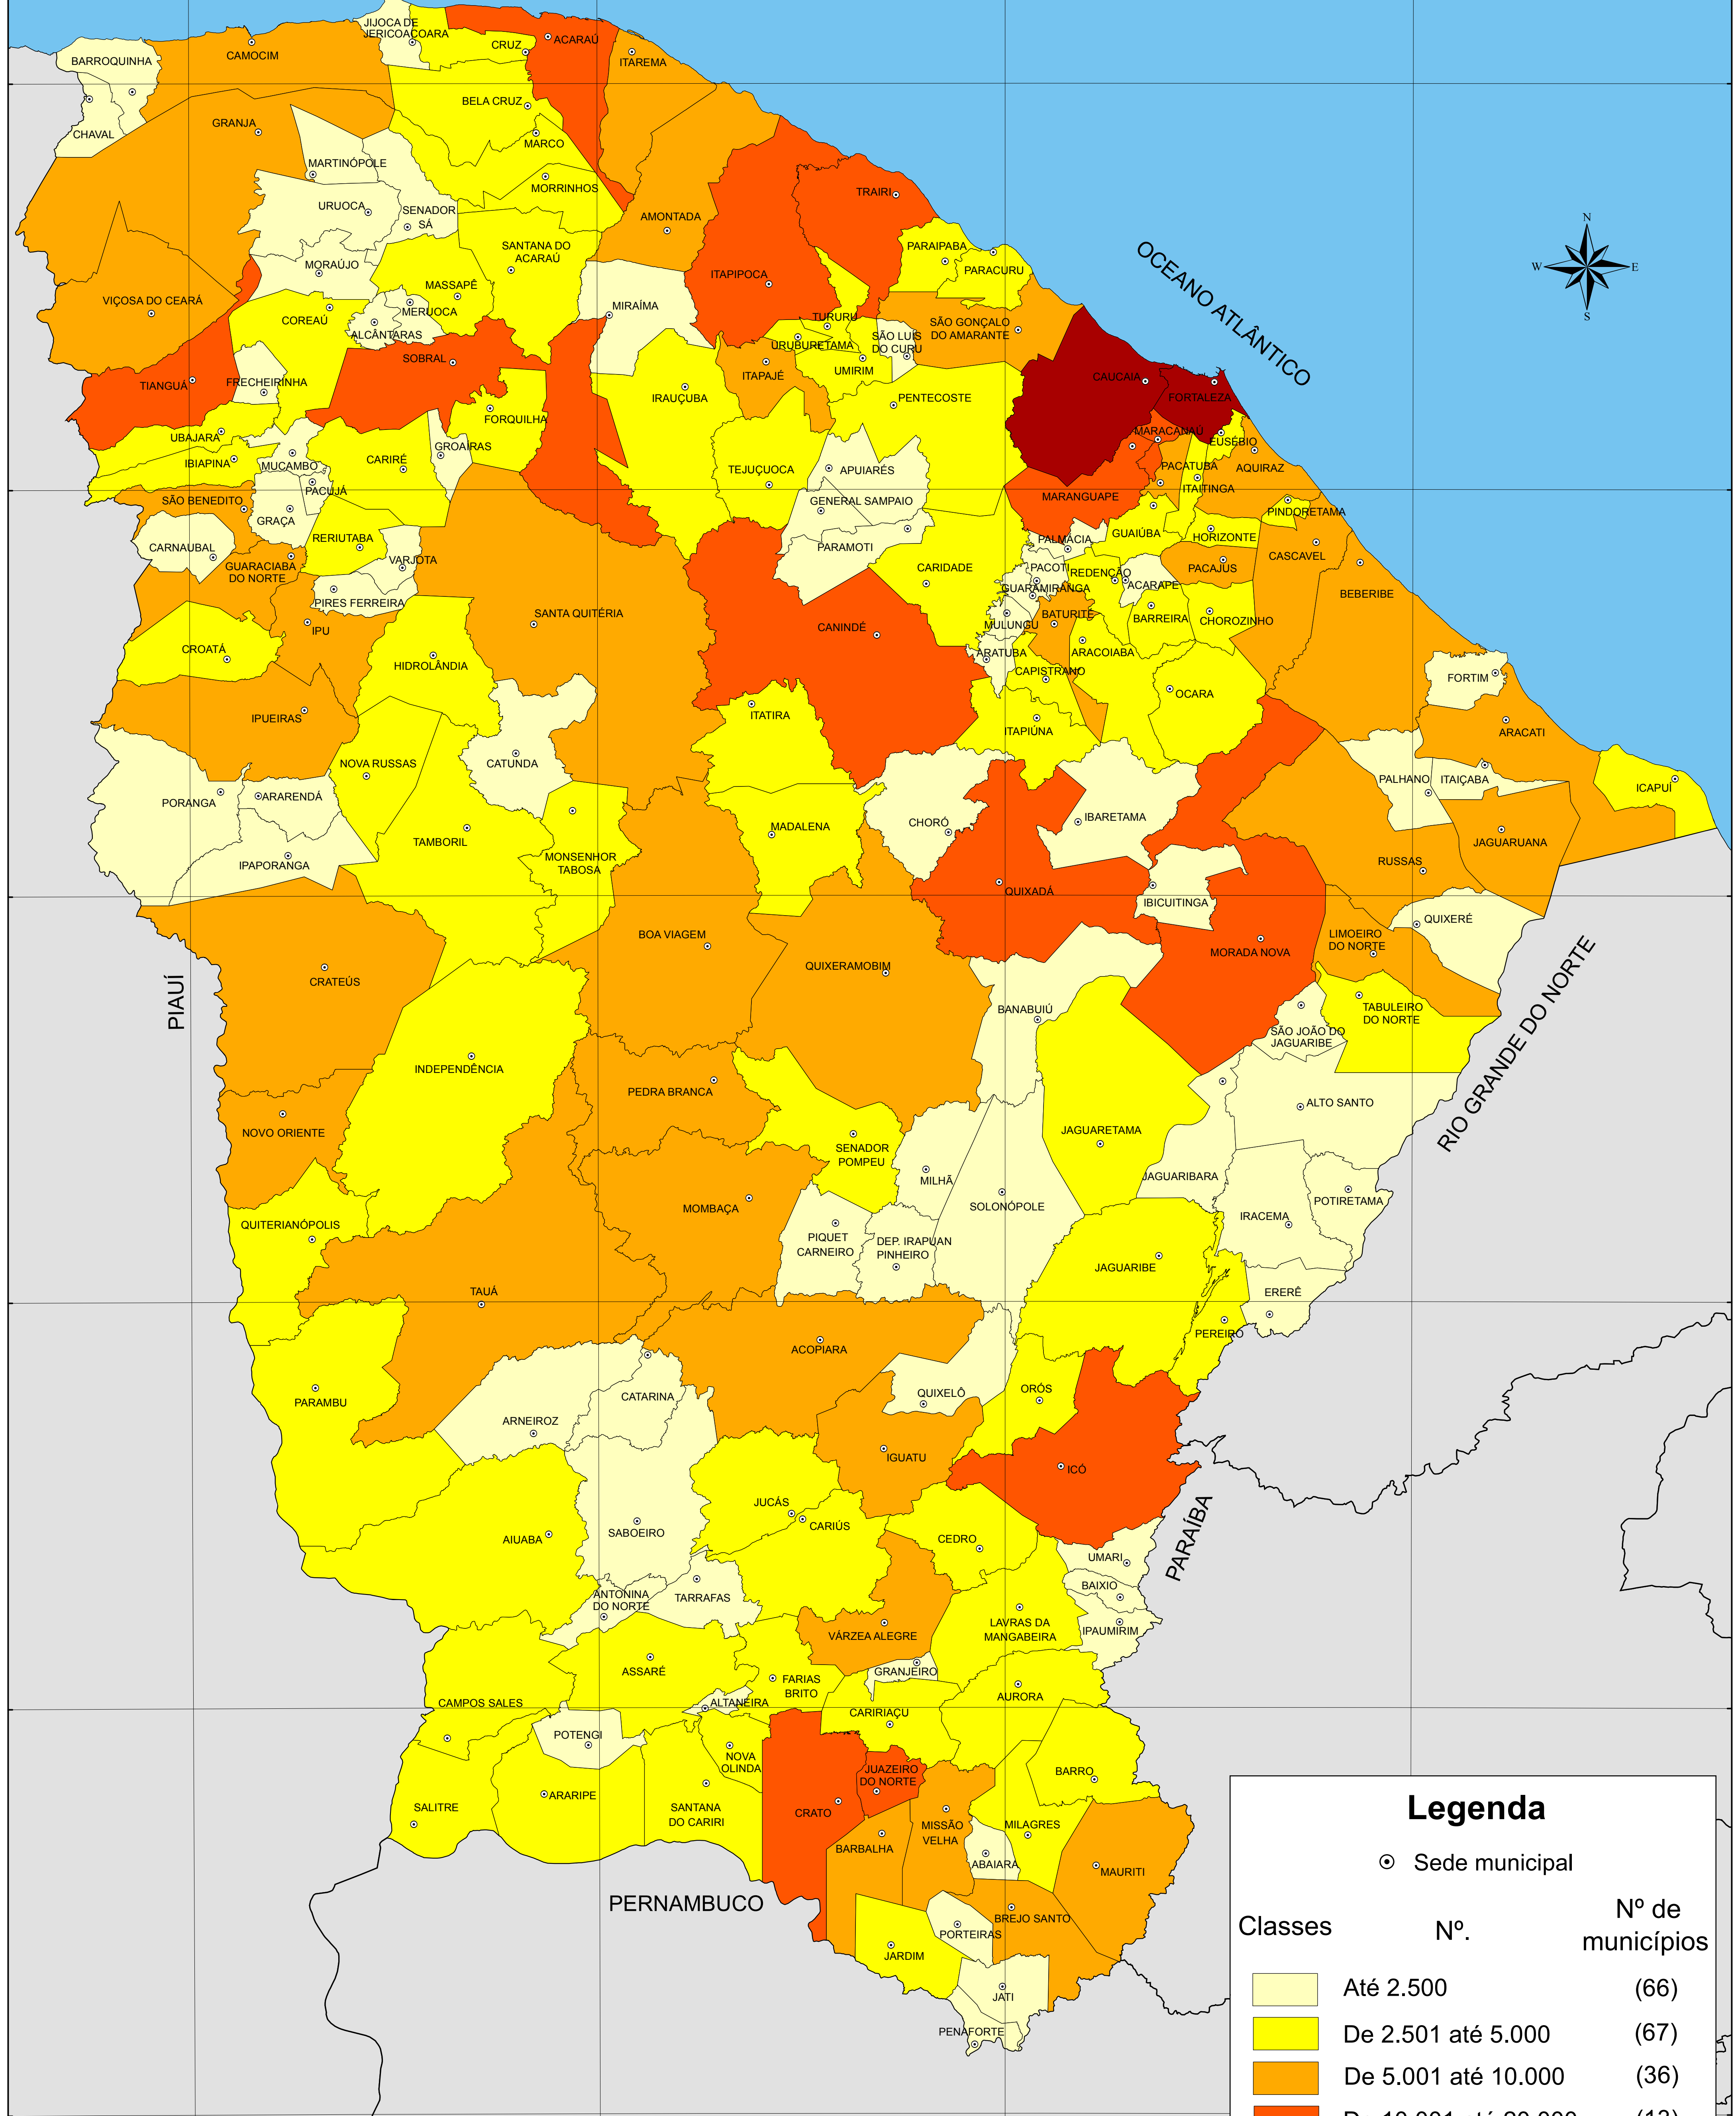 JIJOCA DE
JERICOACOARA
CRUZ
ACARAÚ
ITAREMA
CAMOCIM
BARROQUINHA
BELA CRUZ
CHAVAL
GRANJA
MARCO
MARTINÓPOLE
MORRINHOS
TRAIRI
URUOCA
SENADOR
SÁ
AMONTADA
N
W
E
S
SANTANA DO
ACARAÚ
PARAIPABA
PARACURU
OCEANO ATLÂNTICO
MORAÚJO
ITAPIPOCA
MASSAPÊ
VIÇOSA DO CEARÁ
MERUOCA
MIRAÍMA
COREAÚ
ALCÂNTARAS
TURURU
URUBURETAMA
SÃO LUIS
DO CURU
SÃO GONÇALO
DO AMARANTE
SOBRAL
TIANGUÁ
FRECHEIRINHA
ITAPAJÉ
UMIRIM
CAUCAIA
FORTALEZA
IRAUÇUBA
PENTECOSTE
FORQUILHA
MARACANAÚ
EUSÉBIO
UBAJARA
IBIAPINA
MUCAMBO
CARIRÉ
GROAÍRAS
TEJUÇUOCA
APUIARÉS
PACATUBA
AQUIRAZ
PACUJÁ
SÃO BENEDITO
GRAÇA
GENERAL SAMPAIO
MARANGUAPE
ITAITINGA
PINDORETAMA
CARNAUBAL
RERIUTABA
VARJOTA
PARAMOTI
PALMÁCIA
GUAIÚBA
HORIZONTE
CASCAVEL
GUARACIABA
DO NORTE
CARIDADE
PACOTI
REDENÇÃO
PACAJUS
GUARAMIRANGA
ACARAPE
BEBERIBE
PIRES FERREIRA
SANTA QUITÉRIA
CANINDÉ
MULUNGU
BATURITÉ
BARREIRA
CHOROZINHO
IPU
CROATÁ
HIDROLÂNDIA
ARATUBA
ARACOIABA
CAPISTRANO
OCARA
FORTIM
IPUEIRAS
ITATIRA
ITAPIÚNA
ARACATI
NOVA RUSSAS
CATUNDA
PALHANO
ITAIÇABA
ICAPUÍ
PORANGA
ARARENDÁ
CHORÓ
IBARETAMA
TAMBORIL
MADALENA
JAGUARUANA
IPAPORANGA
MONSENHOR
TABOSA
RUSSAS
QUIXADÁ
IBICUITINGA
QUIXERÉ
BOA VIAGEM
LIMOEIRO
DO NORTE
MORADA NOVA
QUIXERAMOBIM
CRATEÚS
PIAUÍ
BANABUIÚ
TABULEIRO
DO NORTE
RIO GRANDE DO NORTE
SÃO JOÃO DO
JAGUARIBE
INDEPENDÊNCIA
PEDRA BRANCA
ALTO SANTO
NOVO ORIENTE
JAGUARETAMA
SENADOR
POMPEU
MILHÃ
JAGUARIBARA
POTIRETAMA
MOMBAÇA
SOLONÓPOLE
IRACEMA
QUITERIANÓPOLIS
PIQUET
CARNEIRO
DEP. IRAPUAN
PINHEIRO
JAGUARIBE
TAUÁ
ERERÊ
PEREIRO
ACOPIARA
ORÓS
QUIXELÔ
CATARINA
PARAMBU
ARNEIROZ
IGUATU
ICÓ
JUCÁS
CARIÚS
SABOEIRO
AIUABA
CEDRO
PARAÍBA
UMARI
BAIXIO
ANTONINA
DO NORTE
TARRAFAS
LAVRAS DA
MANGABEIRA
IPAUMIRIM
VÁRZEA ALEGRE
ASSARÉ
FARIAS
BRITO
GRANJEIRO
AURORA
CAMPOS SALES
ALTANEIRA
CARIRIAÇU
POTENGI
NOVA
OLINDA
JUAZEIRO
DO NORTE
BARRO
ARARIPE
SALITRE
SANTANA
DO CARIRI
CRATO
MISSÃO
VELHA
MILAGRES
BARBALHA
ABAIARA
MAURITI
PERNAMBUCO
PORTEIRAS
BREJO SANTO
JARDIM
JATI
PENAFORTE
Legenda
Sede municipal
Classes
Nº.
Nº de
municípios
Até 2.500
(66)
De 2.501 até 5.000
(67)
De 5.001 até 10.000
(36)
De 10.001 até 20.000
(13)